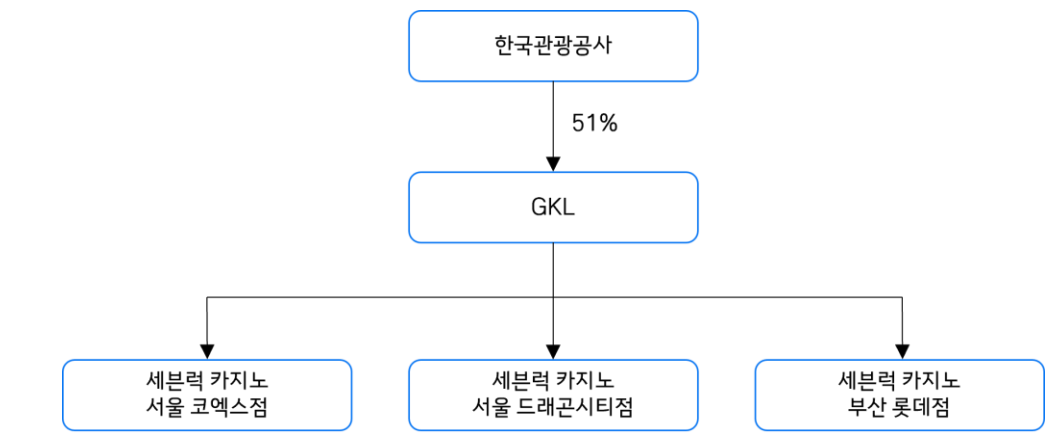 한국관광공사
51%
GKL
세븐럭 카지노
서울 코엑스점
세븐럭 카지노
서울 드래곤시티점
세븐럭 카지노
부산 롯데점